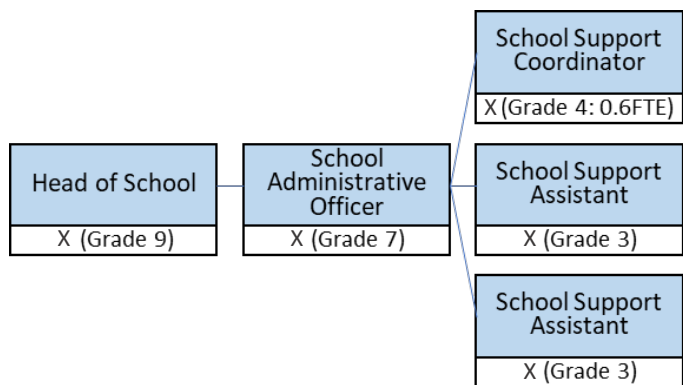 Head of School
X (Grade 9)
School
Administrative
Officer
X (Grade 7)
School Support
Coordinator
X (Grade 4: 0.6FTE)
School Support
Assistant
X (Grade 3)
School Support
Assistant
X (Grade 3)